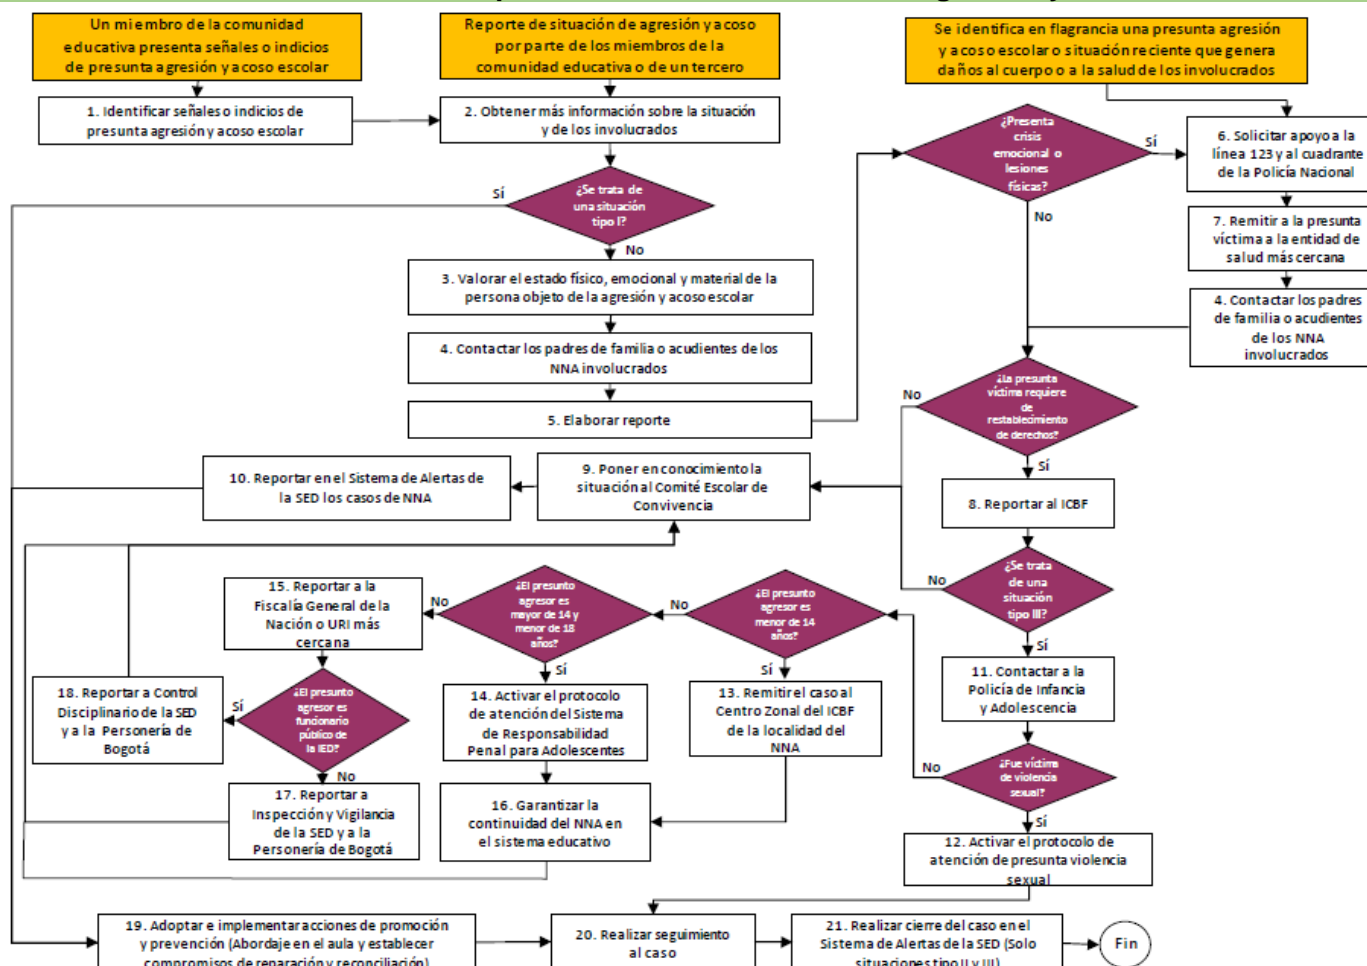 Un miembro de la comunidad
educativa presenta señales o indicios
de presunta agresión y acoso escolar
Reporte de situación de agresión y acoso
por parte de los miembros de la
comunidad educativa o de un tercero
Se identifica en flagrancia una presunta agresión
y acoso escolar o situación reciente que genera
daños al cuerpo o a la salud de los involucrados
1. Identificar señales o indicios de
presunta agresión y acoso escolar
2. Obtener más información sobre la situación
y de los involucrados
¿Presenta
crisis
emocional o
lesiones
físicas?
Sí
No
6. Solicitar apoyo a la
línea 123 y al cuadrante
de la Policía Nacional
¿Se trata de
una situación
tipo I?
Sí
No
7. Remitir a la presunta
víctima a la entidad de
salud más cercana
3. Valorar el estado físico, emocional y material de la
persona objeto de la agresión y acoso escolar
4. Contactar los padres
de familia o acudientes
de los NNA
involucrados
4. Contactar los padres de familia o acudientes de los
NNA involucrados
5. Elaborar reporte
¿La presunta
víctima requiere
de
restablecimiento
de derechos?
No
Sí
10. Reportar en el Sistema de Alertas de
la SED los casos de NNA
9. Poner en conocimiento la
situación al Comité Escolar de
Convivencia
8. Reportar al ICBF
¿Se trata
de una
situación
tipo III?
No
Sí
15. Reportar a la
Fiscalía General de la
Nación o URI más
cercana
No
¿El presunto
agresor es
mayor de 14 y
menor de 18
años?
Sí
No
¿El presunto
agresor es
menor de 14
años?
Sí
11. Contactar a la
Policía de Infancia
y Adolescencia
18. Reportar a Control
Disciplinario de la SED
y a la Personería de
Bogotá
Sí
¿El presunto
agresor es
funcionario
público de
la IED?
No
14. Activar el protocolo
de atención del Sistema
de Responsabilidad
Penal para Adolescentes
13. Remitir el caso al
Centro Zonal del ICBF
de la localidad del
NNA
No
¿Fue víctima
de violencia
sexual?
Sí
17. Reportar a
Inspección y Vigilancia
de la SED y a la
Personería de Bogotá
16. Garantizar la
continuidad del NNA en
el sistema educativo
12. Activar el protocolo de
atención de presunta violencia
sexual
19. Adoptar e implementar acciones de promoción
y prevención (Abordaje en el aula y establecer
compromisos de reparación y reconciliación)
20. Realizar seguimiento
al caso
21. Realizar cierre del caso en el
Sistema de Alertas de la SED (Solo
situaciones tipo II y III)
Fin